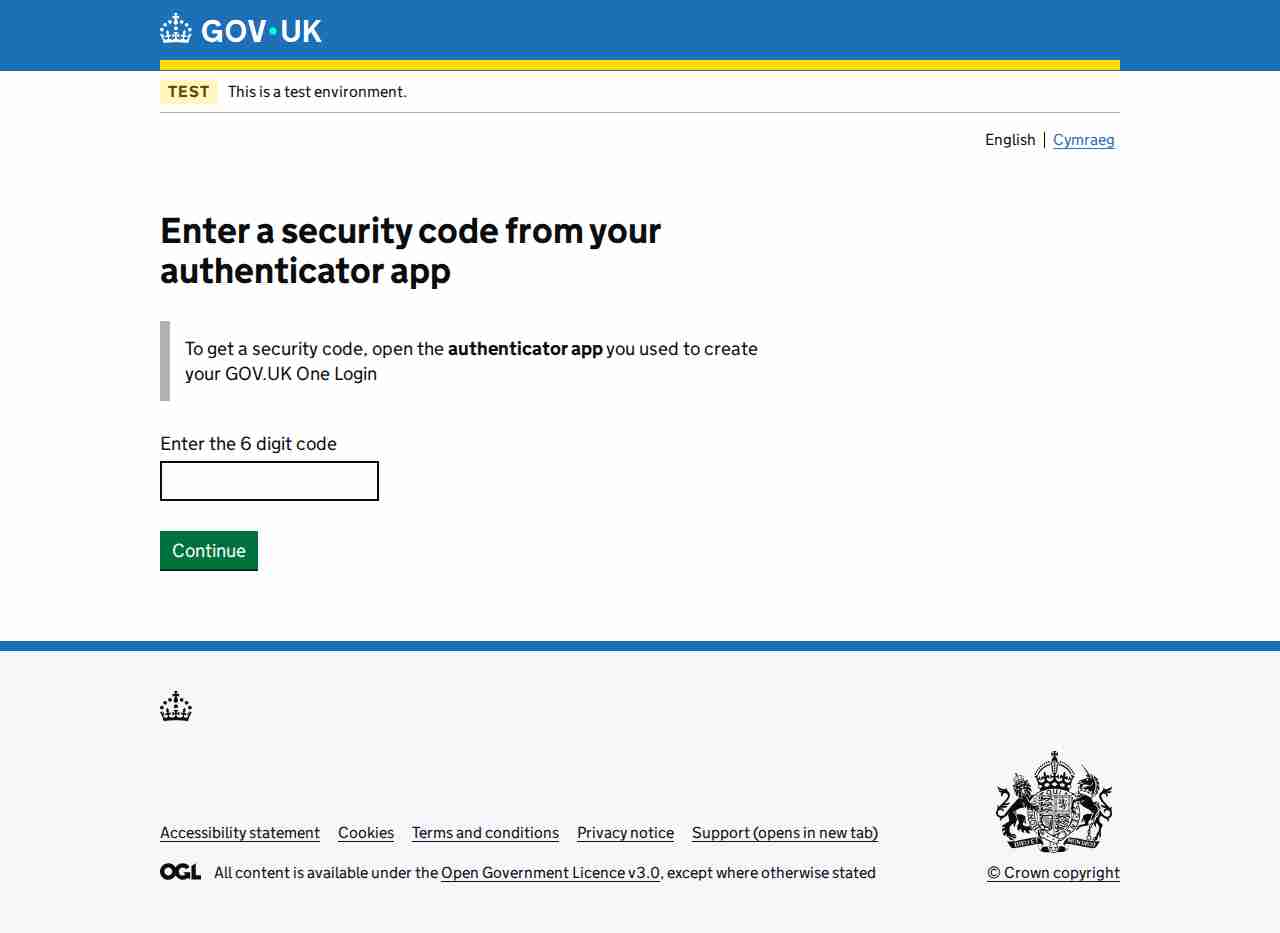 GOV·UK
TEST This is a test environment.
English Cymraeg
Enter a security code from your
authenticator app
To get a security code, open the authenticator app you used to create
your GOV.UK One Login
Enter the 6 digit code
Continue
Accessibility statement Cookies Terms and conditions Privacy notice Support (opens in new tab)
OGL All content is available under the Open Government Licence v3.0, except where otherwise stated
© Crown copyright